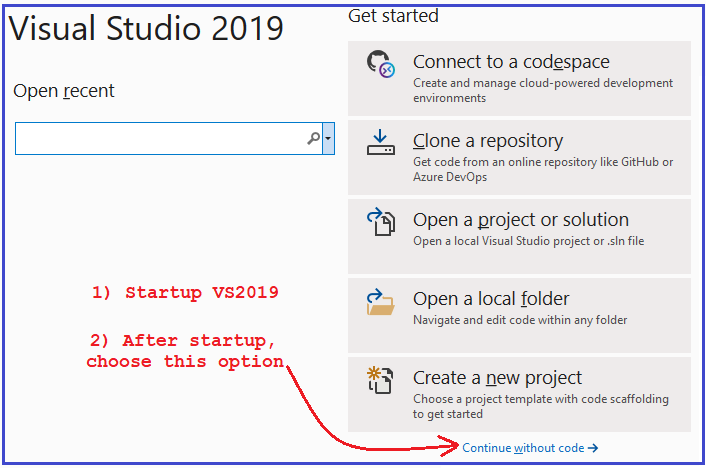 Visual Studio 2019
Open recent
1) Startup VS2019
2) After startup,
choose this option
Get started
Connect to a codespace
Create and manage cloud-powered development
environments
Clone a repository
Get code from an online repository like GitHub or
Azure DevOps
Open a project or solution
Open a local Visual Studio project or .sln file
Open a local folder
Navigate and edit code within any folder
Create a new project
Choose a project template with code scaffolding
to get started
Continue without code →